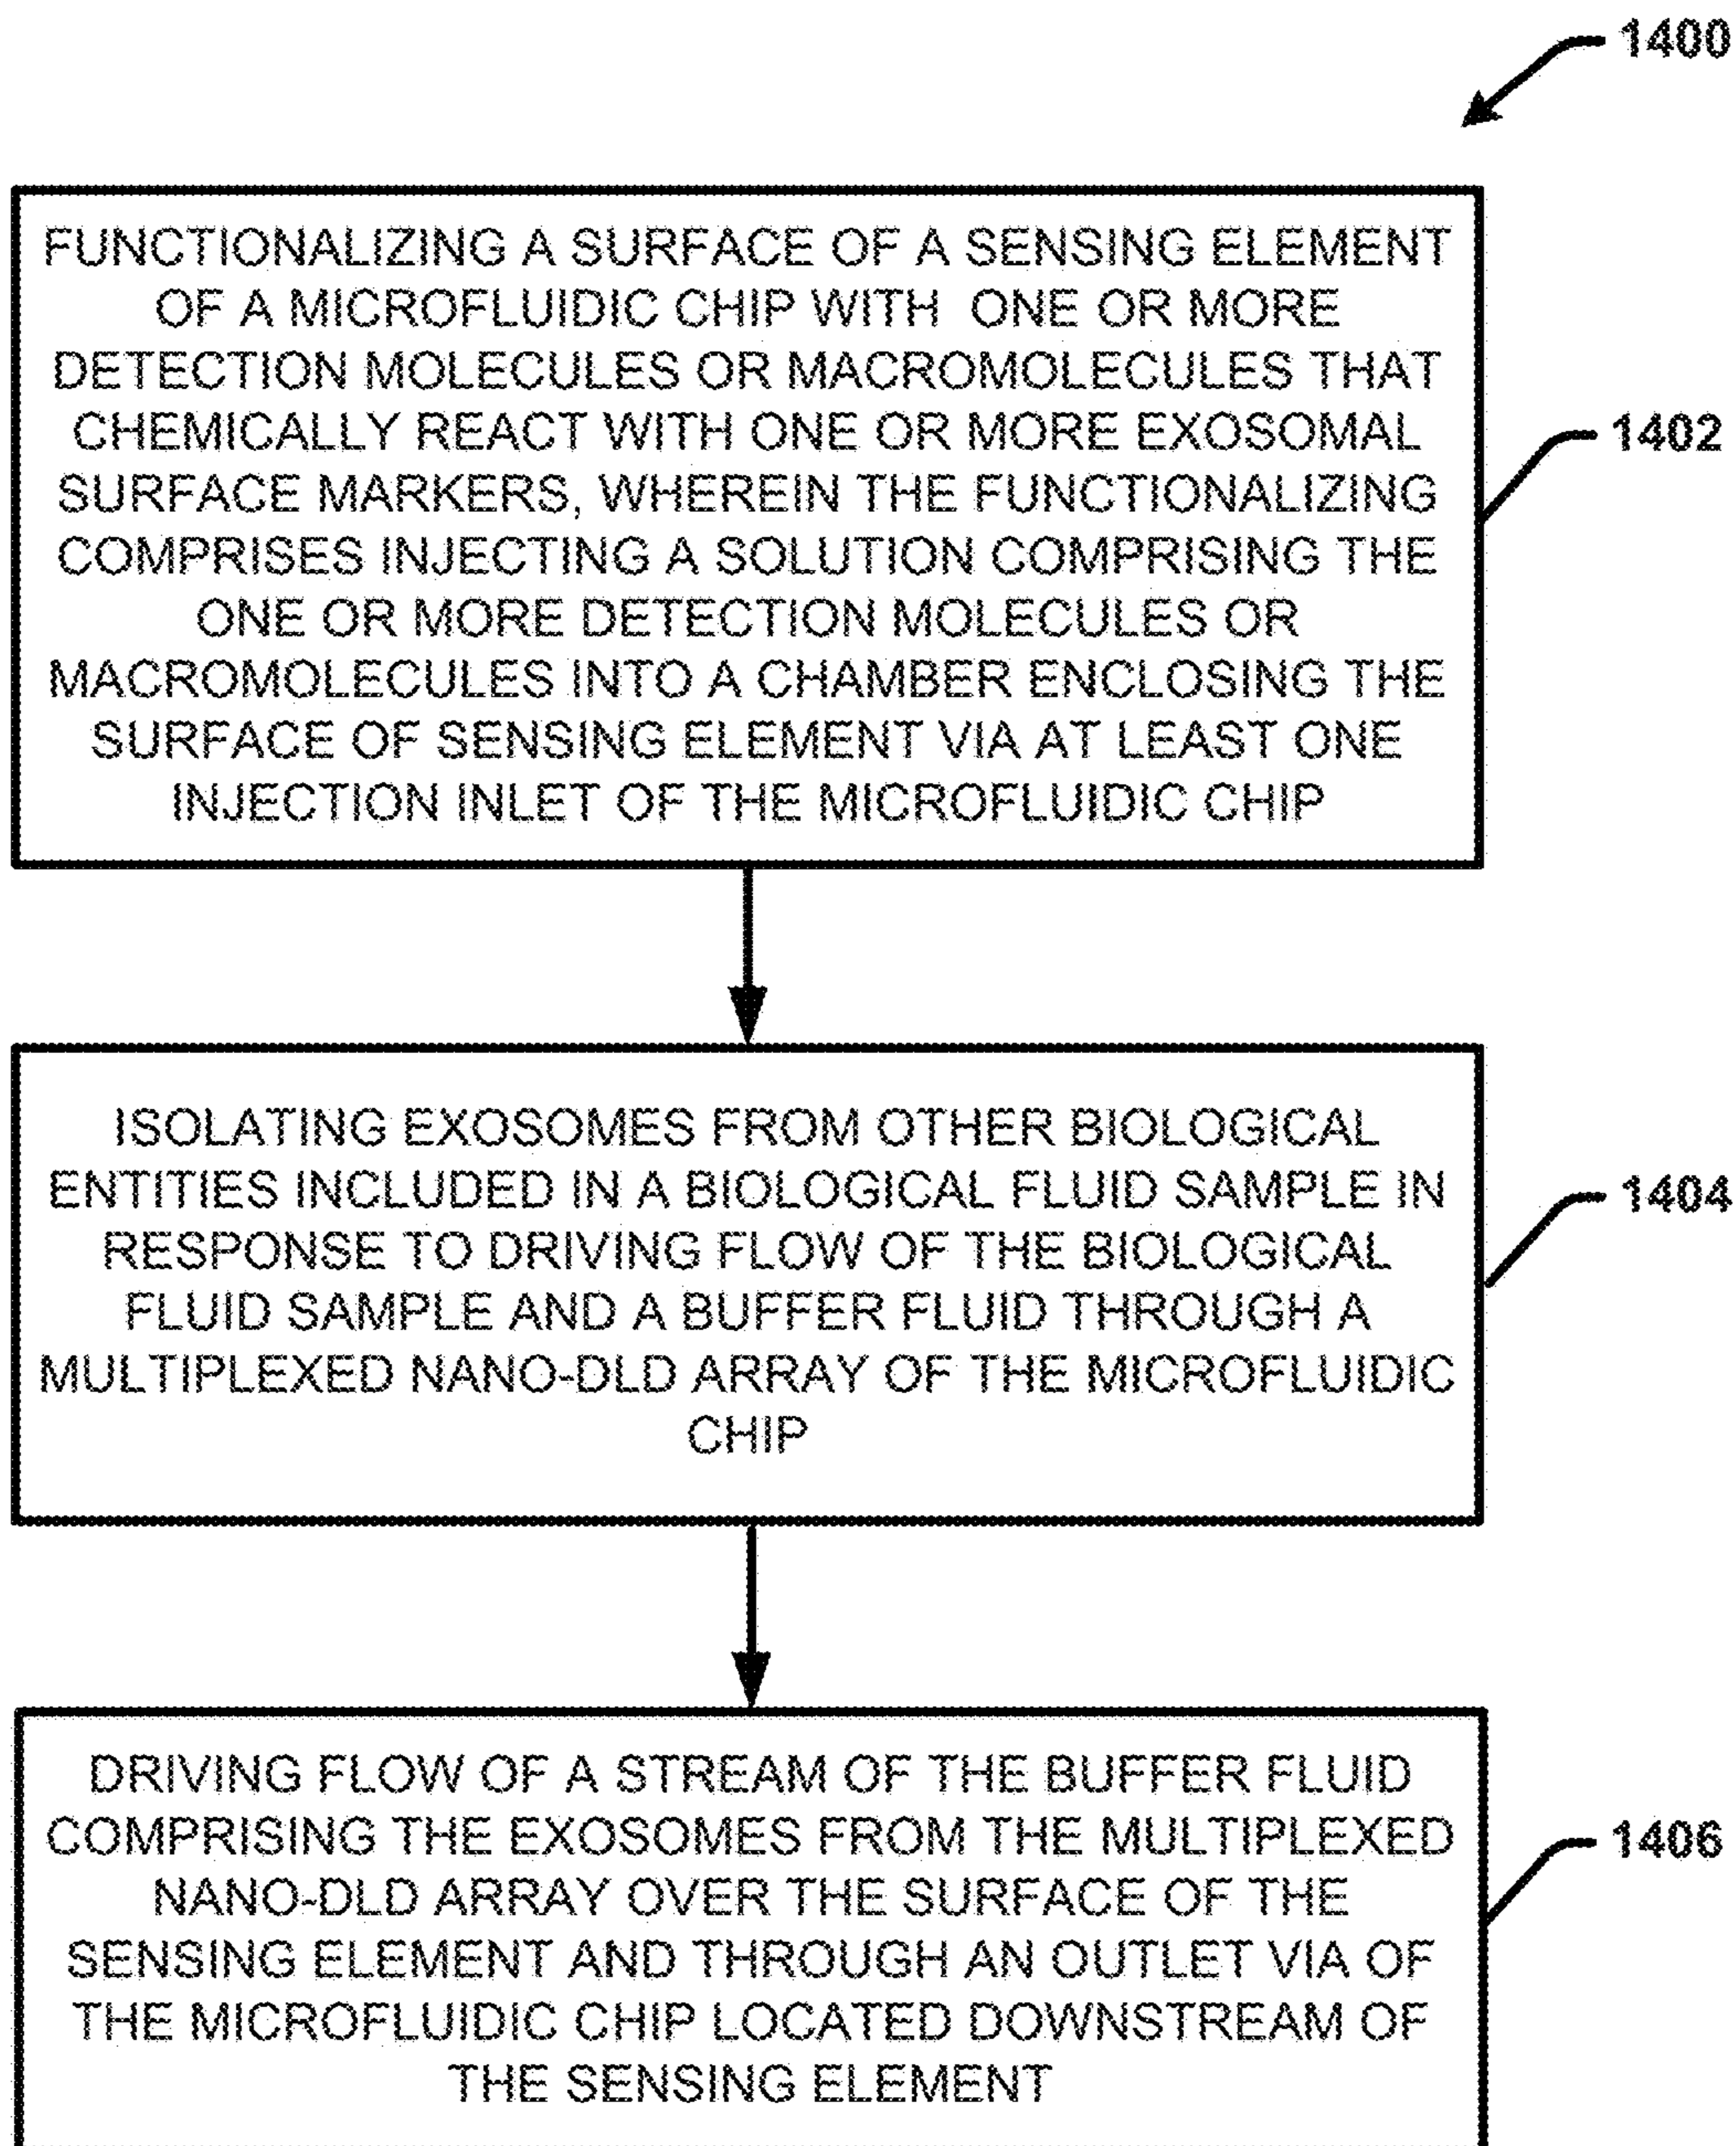 1400
FUNCTIONALIZING A SURFACE OF A SENSING ELEMENT
OF A MICROFLUIDIC CHIP WITH ONE OR MORE
DETECTION MOLECULES OR MACROMOLECULES THAT
CHEMICALLY REACT WITH ONE OR MORE EXOSOMAL
SURFACE MARKERS, WHEREIN THE FUNCTIONALIZING
COMPRISES INJECTING A SOLUTION COMPRISING THE
ONE OR MORE DETECTION MOLECULES OR
MACROMOLECULES INTO A CHAMBER ENCLOSING THE
SURFACE OF SENSING ELEMENT VIA AT LEAST ONE
INJECTION INLET OF THE MICROFLUIDIC CHIP
1402
ISOLATING EXOSOMES FROM OTHER BIOLOGICAL
ENTITIES INCLUDED IN A BIOLOGICAL FLUID SAMPLE IN
RESPONSE TO DRIVING FLOW OF THE BIOLOGICAL
FLUID SAMPLE AND A BUFFER FLUID THROUGH A
MULTIPLEXED NANO-DLD ARRAY OF THE MICROFLUIDIC
CHIP
1404
DRIVING FLOW OF A STREAM OF THE BUFFER FLUID
COMPRISING THE EXOSOMES FROM THE MULTIPLEXED
NANO-DLD ARRAY OVER THE SURFACE OF THE
SENSING ELEMENT AND THROUGH AN OUTLET VIA OF
THE MICROFLUIDIC CHIP LOCATED DOWNSTREAM OF
THE SENSING ELEMENT
1406